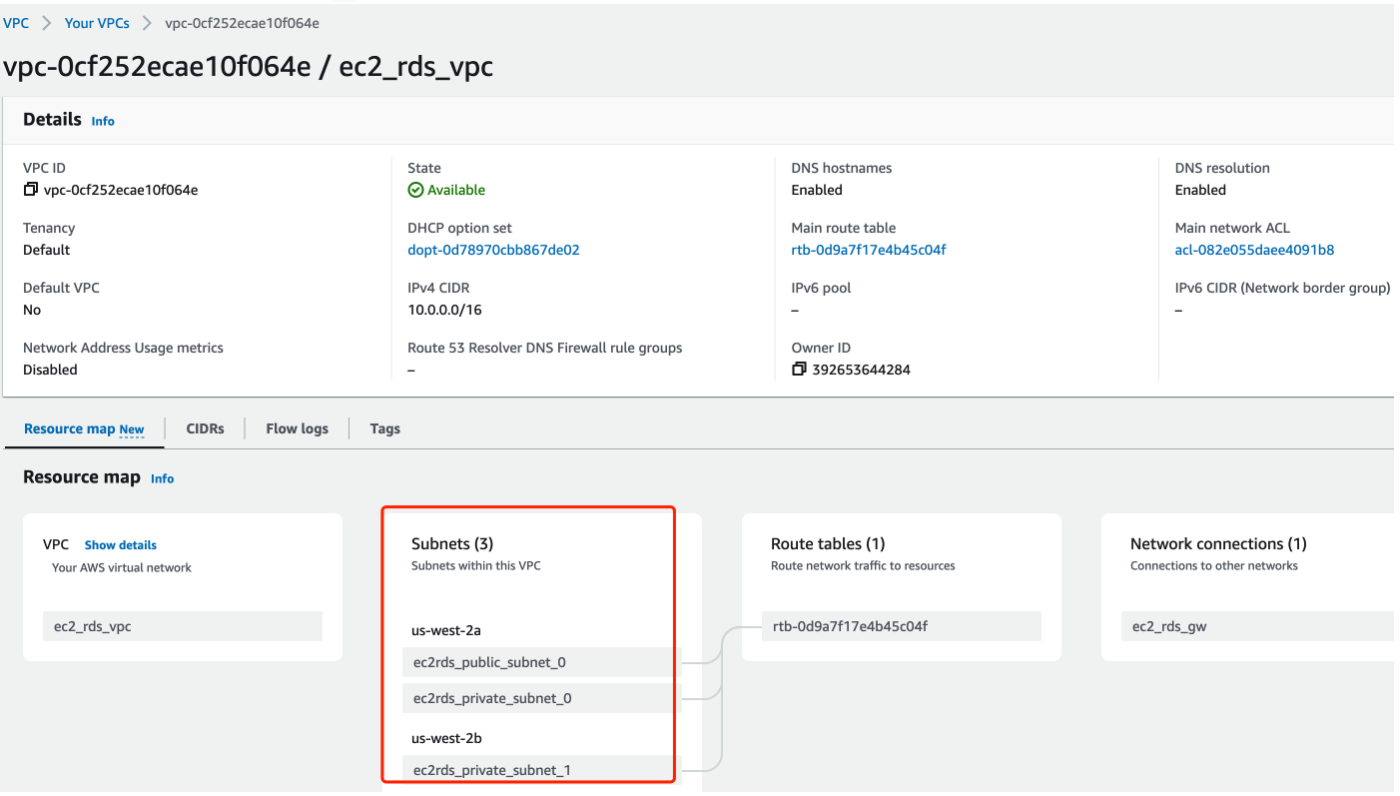 VPC > Your VPCs > vpc-0cf252ecae10f064e
vpc-0cf252ecae10f064e / ec2_rds_vpc
Details Info
VPC ID
vpc-0cf252ecae10f064e
State
Available
DNS hostnames
Enabled
DNS resolution
Enabled
Tenancy
Default
DHCP option set
dopt-0d78970cbb867de02
Main route table
rtb-0d9a7f17e4b45c04f
Main network ACL
acl-082e055daee4091b8
Default VPC
No
IPv4 CIDR
10.0.0.0/16
IPv6 pool
–
IPv6 CIDR (Network border group)
–
Network Address Usage metrics
Disabled
Route 53 Resolver DNS Firewall rule groups
–
Owner ID
392653644284
Resource map New
CIDRs
Flow logs
Tags
Resource map Info
VPC Show details
Your AWS virtual network
ec2_rds_vpc
Subnets (3)
Subnets within this VPC
us-west-2a
ec2rds_public_subnet_0
ec2rds_private_subnet_0
us-west-2b
ec2rds_private_subnet_1
Route tables (1)
Route network traffic to resources
rtb-0d9a7f17e4b45c04f
Network connections (1)
Connections to other networks
ec2_rds_gw